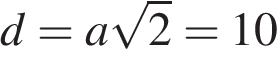 d = a√2 = 10